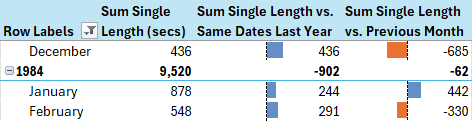 Sum Single Sum Single Length vs. Sum Single Length
Row Labels Length (secs) Same Dates Last Year vs. Previous Month
December 436 436 -685
1984 9,520 -902 -62
January 878 244 442
February 548 291 -330